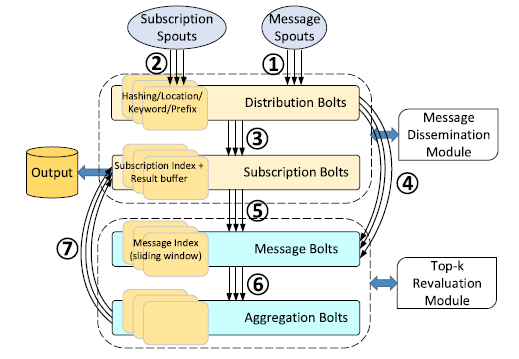 Subscription
Spouts
Message
Spouts
②
①
Hashing/Location/
Keyword/Prefix
Distribution Bolts
Message
Dissemination
Module
③
④
Output
Subscription Index +
Result buffer
Subscription Bolts
⑤
⑦
Message Index
(sliding window)
Message Bolts
Top-k
Revaluation
Module
⑥
Aggregation Bolts